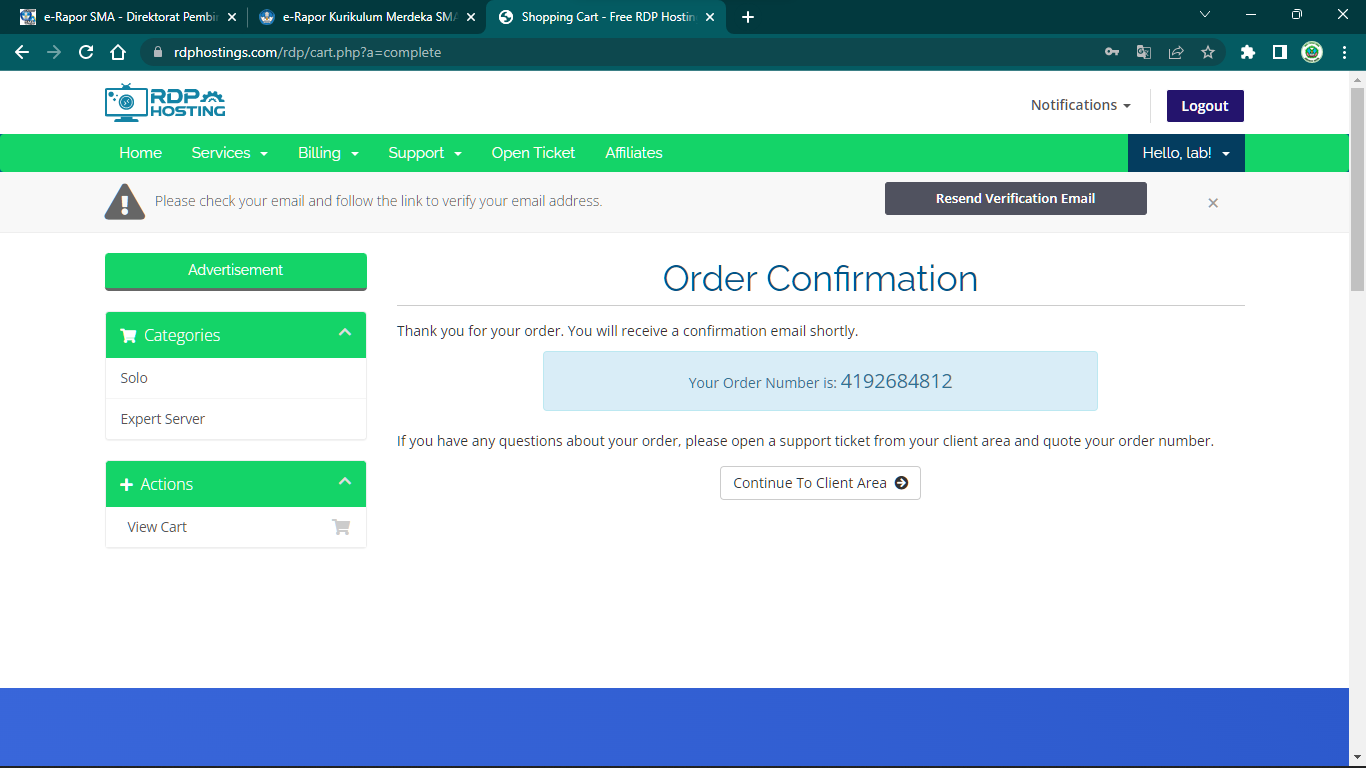 e-Rapor SMA - Direktorat Pembin
e-Rapor Kurikulum Merdeka SMA
Shopping Cart - Free RDP Hosting
rdphostings.com/rdp/cart.php?a=complete
RDP
HOSTING
Notifications
Logout
Home Services Billing Support Open Ticket Affiliates Hello, lab!
Please check your email and follow the link to verify your email address.
Resend Verification Email
Advertisement
Categories
Solo
Expert Server
Actions
View Cart
Order Confirmation
Thank you for your order. You will receive a confirmation email shortly.
Your Order Number is: 4192684812
If you have any questions about your order, please open a support ticket from your client area and quote your order number.
Continue To Client Area